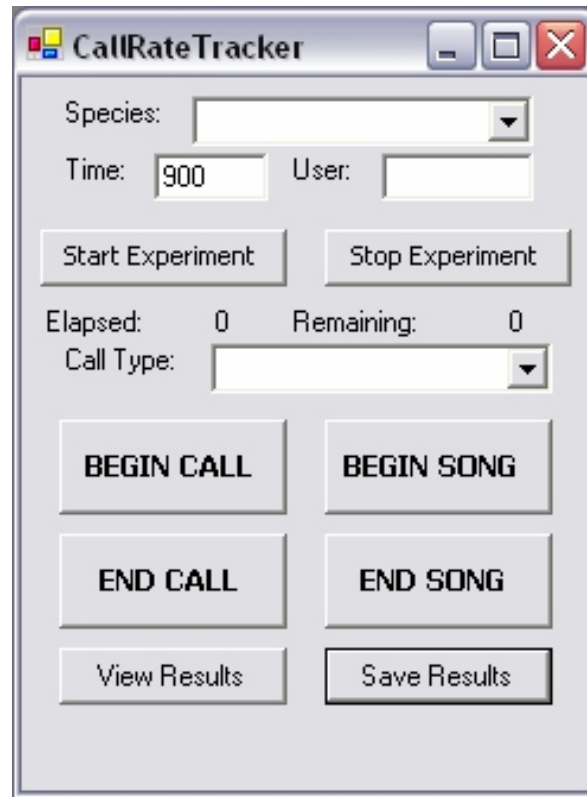 CallRateTracker
Species:
Time: 900 User:
Start Experiment Stop Experiment
Elapsed: 0 Remaining: 0
Call Type:
BEGIN CALL BEGIN SONG
END CALL END SONG
View Results Save Results